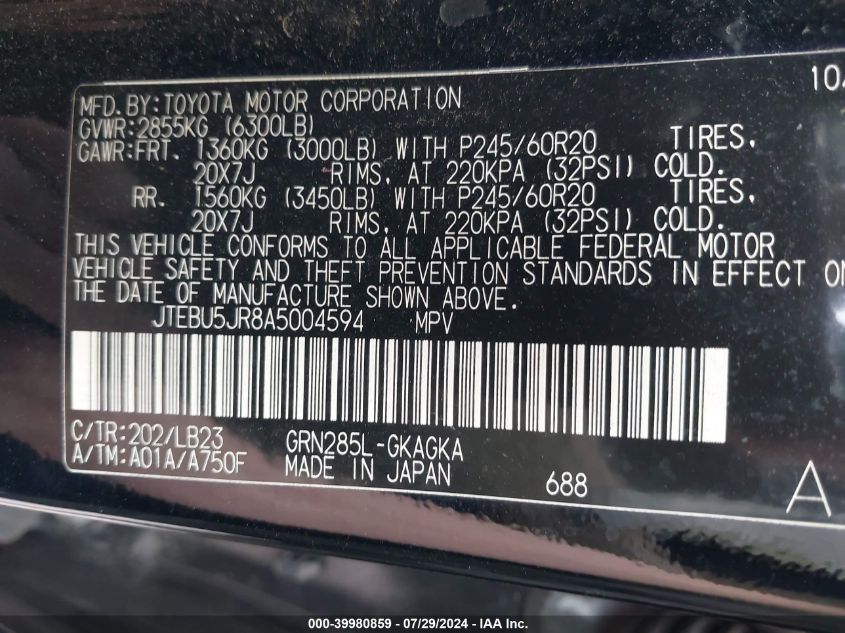 10
MFD. BY: TOYOTA MOTOR CORPORATION
GVWR: 2855KG (6300LB)
GAWR: FRT. 1360KG (3000LB) WITH P245/60R20 TIRES,
20X7J RIMS, AT 220KPA (32PSI) COLD.
RR. 1560KG (3450LB) WITH P245/60R20 TIRES,
20X7J RIMS, AT 220KPA (32PSI) COLD.
THIS VEHICLE CONFORMS TO ALL APPLICABLE FEDERAL MOTOR
VEHICLE SAFETY AND THEFT PREVENTION STANDARDS IN EFFECT ON
THE DATE OF MANUFACTURE SHOWN ABOVE.
JTEBU5JR8A5004594 MPV
C/TR: 202/LB23 GRN285L-GKAGKA
A/TM: A01A/A750F MADE IN JAPAN 688
A
000-39980859 - 07/29/2024 - IAA Inc.